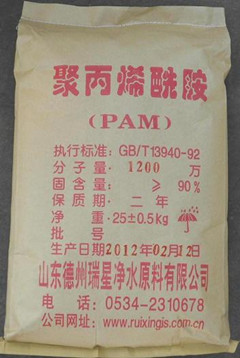 聚丙烯酰胺
(PAM)
执行标准：GB/T13940-92
分子量：1200 万
固含量：≥ 90%
保质期：二年
净重：25±0.5kg
批号
生产日期2012年02月12日
山东德州瑞星净水原料有限公司
电话：0534-2310678
公司网址：www.ruixingjs.com.cn